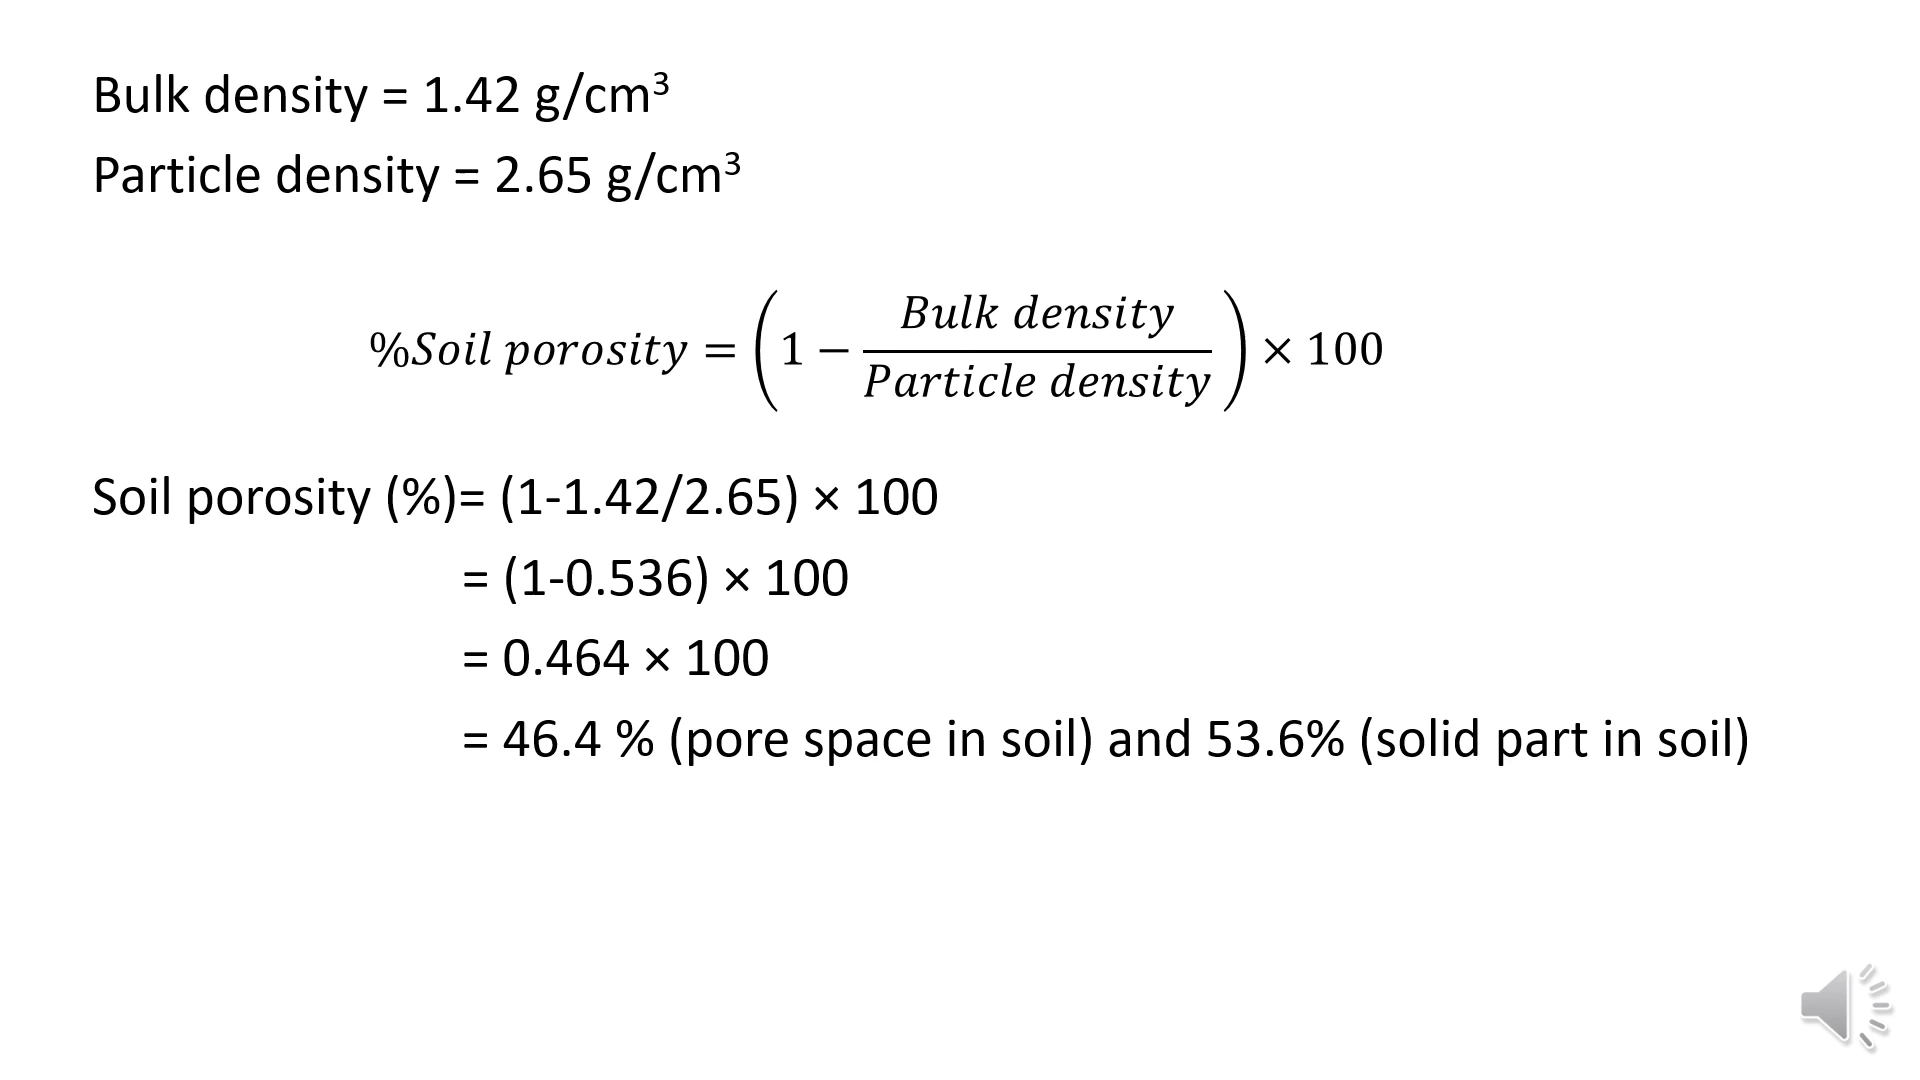 Bulk density = 1.42 g/cm³
Particle density = 2.65 g/cm³
%Soil porosity = (1 − Bulk density / Particle density) × 100
Soil porosity (%)= (1-1.42/2.65) × 100
= (1-0.536) × 100
= 0.464 × 100
= 46.4 % (pore space in soil) and 53.6% (solid part in soil)